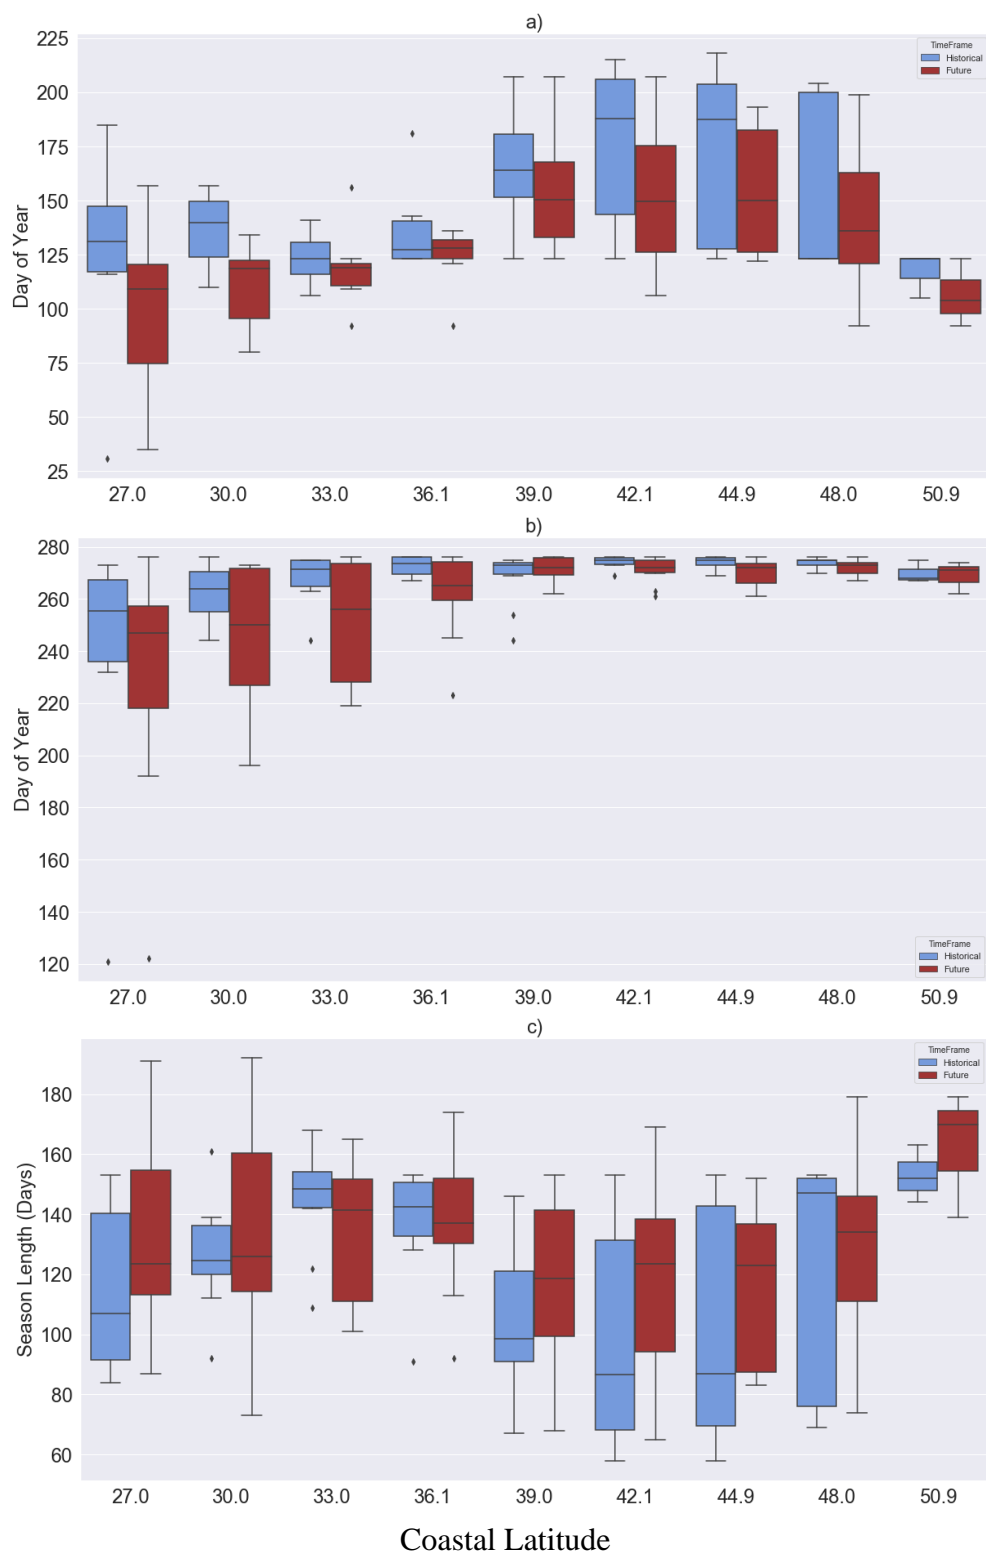 a)
225
200
175
150
125
100
75
50
25
Day of Year
TimeFrame
Historical
Future
27.0 30.0 33.0 36.1 39.0 42.1 44.9 48.0 50.9
b)
280
260
240
220
200
180
160
140
120
Day of Year
TimeFrame
Historical
Future
27.0 30.0 33.0 36.1 39.0 42.1 44.9 48.0 50.9
c)
180
160
140
120
100
80
60
Season Length (Days)
TimeFrame
Historical
Future
27.0 30.0 33.0 36.1 39.0 42.1 44.9 48.0 50.9
Coastal Latitude